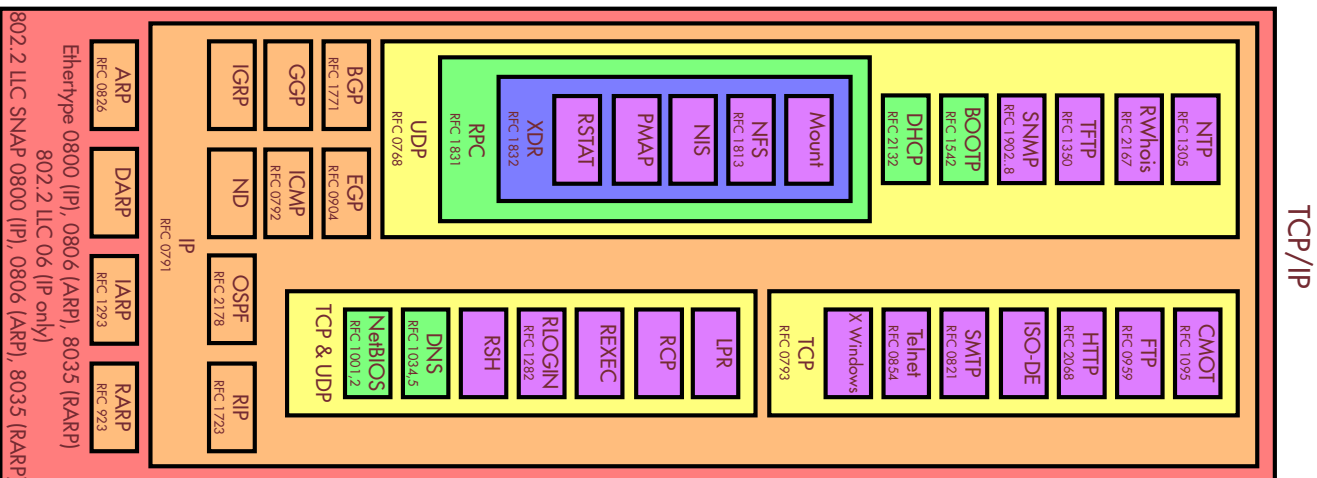 TCP/IP
NTP
RFC 1305
RWhois
RFC 2167
TFTP
RFC 1350
SNMP
RFC 1902..8
BOOTP
RFC 1542
DHCP
RFC 2132
Mount
NFS
RFC 1813
NIS
PMAP
RSTAT
XDR
RFC 1832
RPC
RFC 1831
UDP
RFC 0768
CMOT
RFC 1095
FTP
RFC 0959
HTTP
RFC 2068
ISO-DE
SMTP
RFC 0821
Telnet
RFC 0854
X Windows
TCP
RFC 0793
LPR
RCP
REXEC
RLOGIN
RFC 1282
RSH
DNS
RFC 1034,5
NetBIOS
RFC 1001,2
TCP & UDP
BGP
RFC 1771
EGP
RFC 0904
GGP
ICMP
RFC 0792
IGRP
ND
OSPF
RFC 2178
RIP
RFC 1723
IP
RFC 0791
ARP
RFC 0826
DARP
IARP
RFC 1293
RARP
RFC 923
Ethertype 0800 (IP), 0806 (ARP), 8035 (RARP)
802.2 LLC 06 (IP only)
802.2 LLC SNAP 0800 (IP), 0806 (ARP), 8035 (RARP)